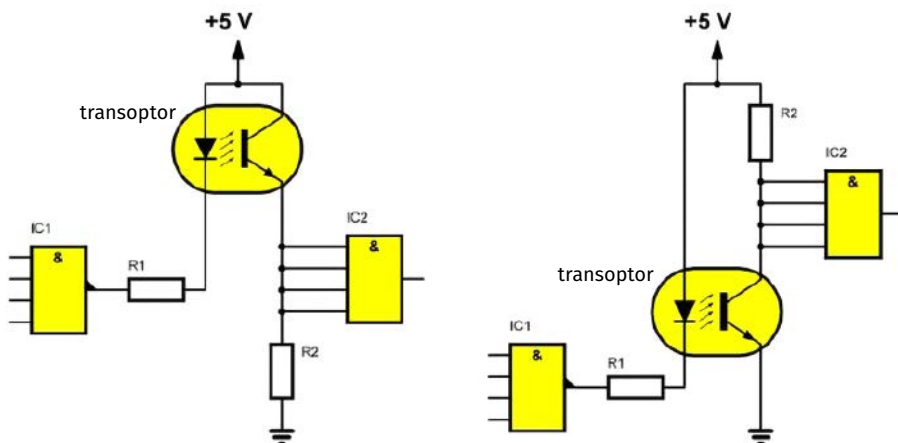 +5 V
transoptor
IC1
&
R1
IC2
&
R2
+5 V
R2
IC2
&
transoptor
IC1
&
R1